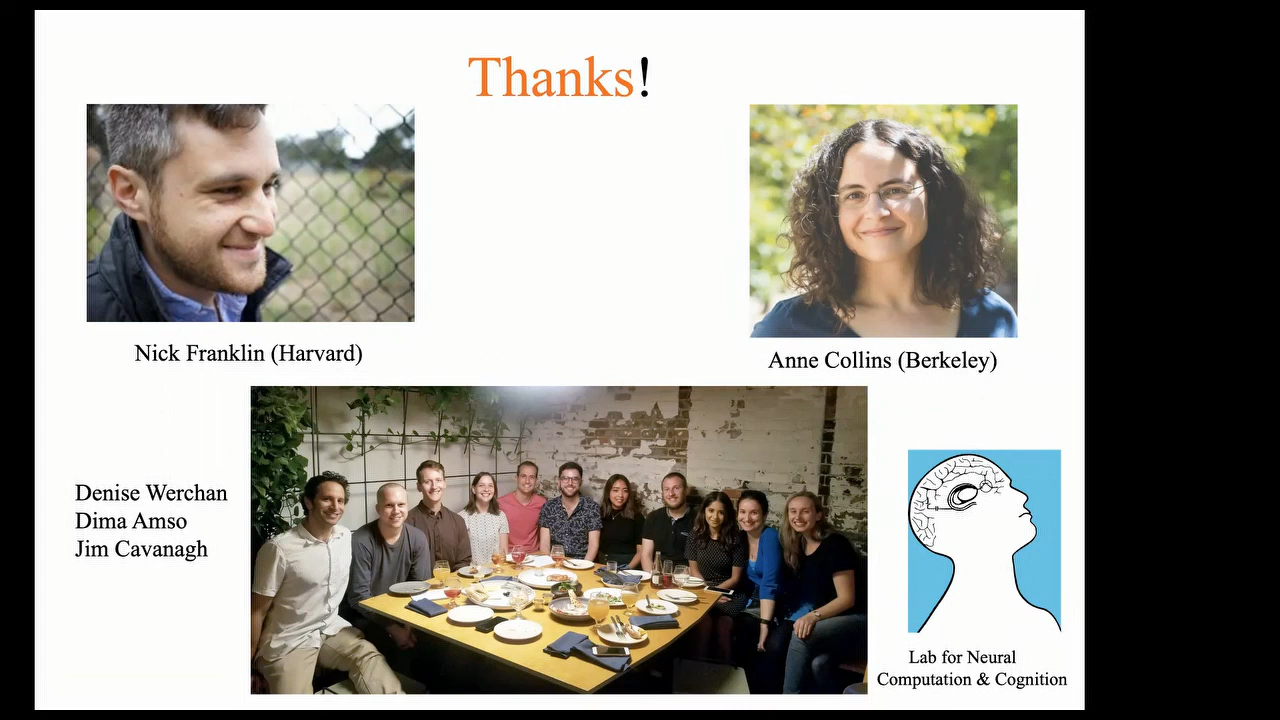 Thanks!
Nick Franklin (Harvard)
Anne Collins (Berkeley)
Denise Werchan
Dima Amso
Jim Cavanagh
Lab for Neural
Computation & Cognition